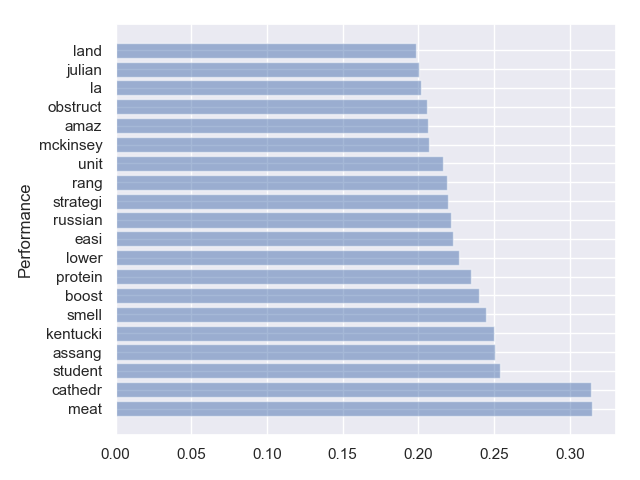 land
julian
la
obstruct
amaz
mckinsey
unit
rang
strategi
russian
easi
lower
protein
boost
smell
kentucki
assang
student
cathedr
meat
Performance
0.00 0.05 0.10 0.15 0.20 0.25 0.30